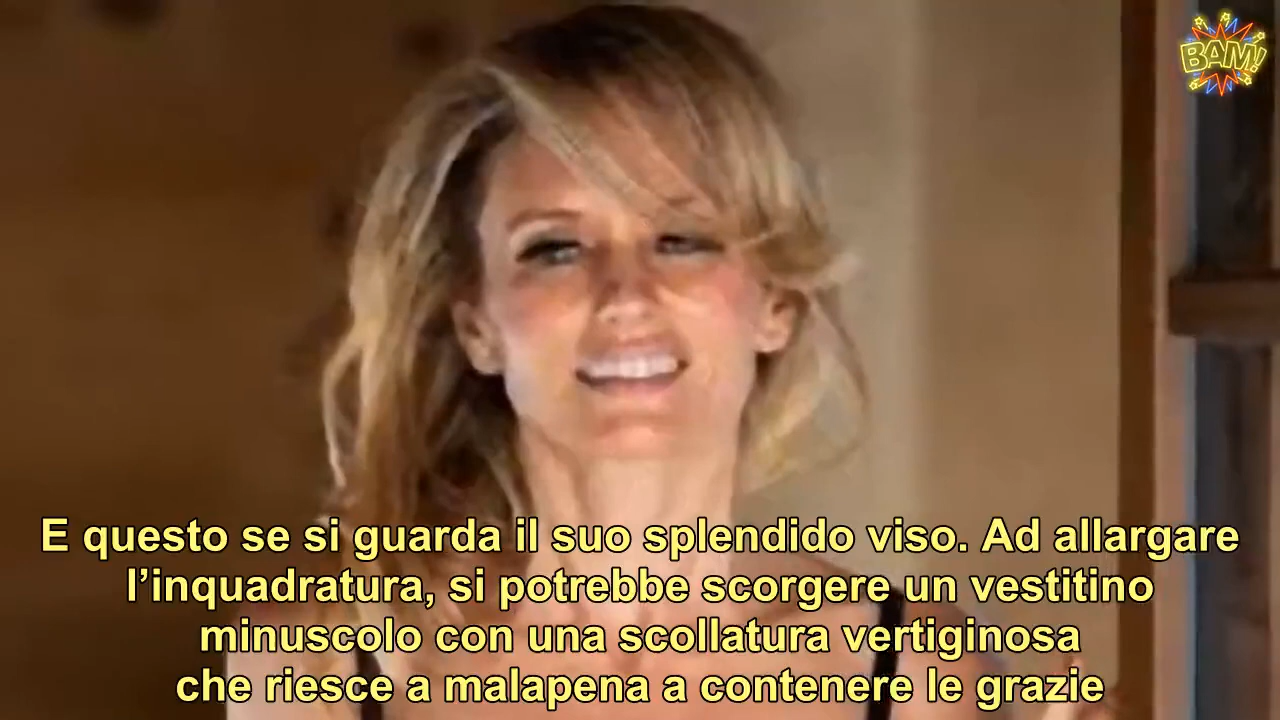 BAM!
E questo se si guarda il suo splendido viso. Ad allargare
l’inquadratura, si potrebbe scorgere un vestitino
minuscolo con una scollatura vertiginosa
che riesce a malapena a contenere le grazie